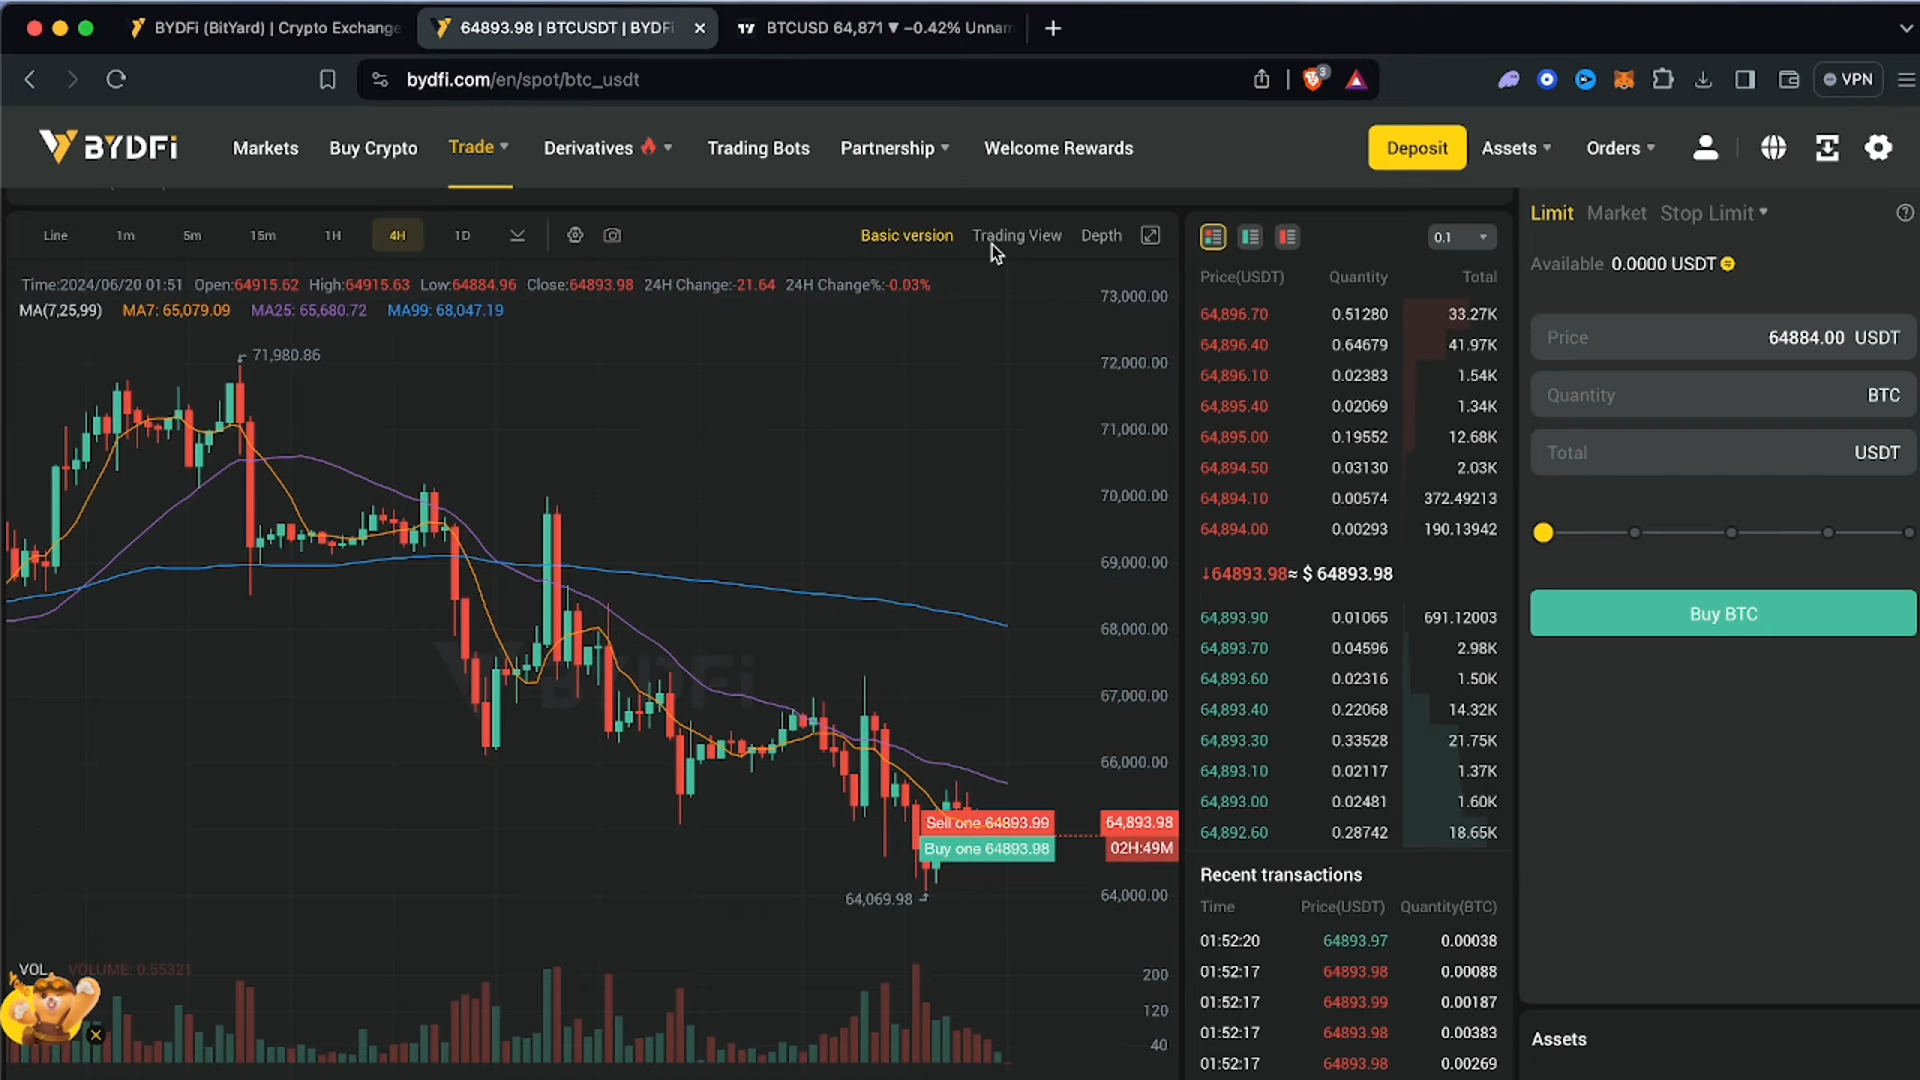 BYDFi (BitYard) | Crypto Exchange
64893.98 | BTCUSDT | BYDFi
BTCUSD 64,871 ▼ −0.42% Unnam
bydfi.com/en/spot/btc_usdt
3
VPN
BYDFi
Markets
Buy Crypto
Trade
Derivatives
Trading Bots
Partnership
Welcome Rewards
Deposit
Assets
Orders
Line 1m 5m 15m 1H 4H 1D
Basic version Trading View Depth
Time:2024/06/20 01:51 Open:64915.62 High:64915.63 Low:64884.96 Close:64893.98 24H Change:-21.64 24H Change%:-0.03%
MA(7,25,99) MA7: 65,079.09 MA25: 65,680.72 MA99: 68,047.19
71,980.86
73,000.00
72,000.00
71,000.00
70,000.00
69,000.00
68,000.00
67,000.00
66,000.00
64,000.00
BYDFi
Sell one 64893.99
Buy one 64893.98
64,893.98
02H:49M
64,069.98
VOL VOLUME: 0.55321
200
120
40
0.1
Price(USDT) Quantity Total
64,896.70 0.51280 33.27K
64,896.40 0.64679 41.97K
64,896.10 0.02383 1.54K
64,895.40 0.02069 1.34K
64,895.00 0.19552 12.68K
64,894.50 0.03130 2.03K
64,894.10 0.00574 372.49213
64,894.00 0.00293 190.13942
↓64893.98≈ $ 64893.98
64,893.90 0.01065 691.12003
64,893.70 0.04596 2.98K
64,893.60 0.02316 1.50K
64,893.40 0.22068 14.32K
64,893.30 0.33528 21.75K
64,893.10 0.02117 1.37K
64,893.00 0.02481 1.60K
64,892.60 0.28742 18.65K
Recent transactions
Time Price(USDT) Quantity(BTC)
01:52:20 64893.97 0.00038
01:52:17 64893.98 0.00088
01:52:17 64893.99 0.00187
01:52:17 64893.98 0.00383
01:52:17 64893.98 0.00269
Limit Market Stop Limit
Available 0.0000 USDT
Price 64884.00 USDT
Quantity BTC
Total USDT
Buy BTC
Assets